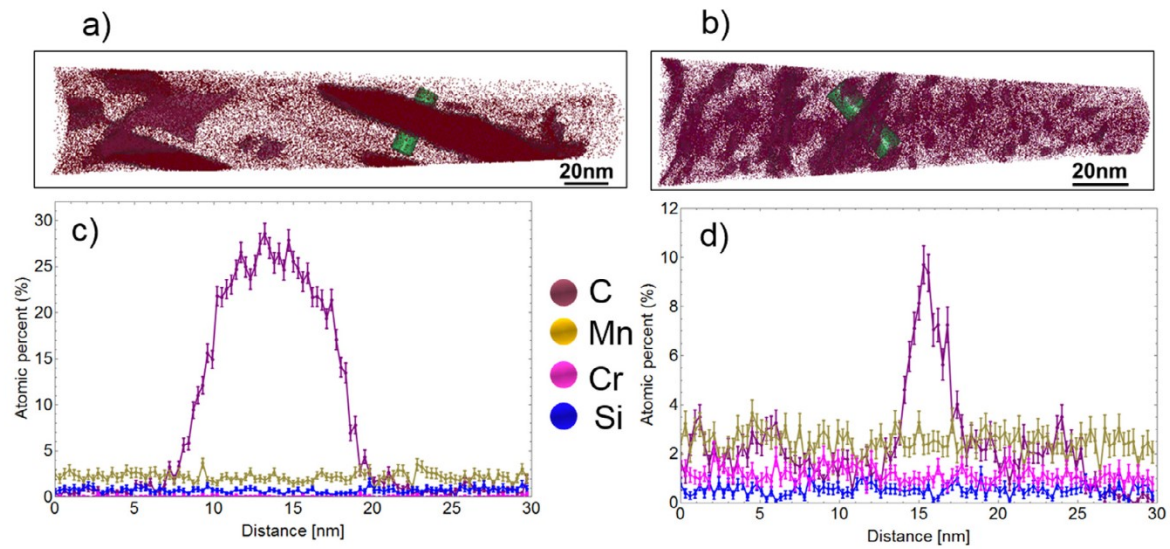 a)
b)
20nm
20nm
c)
30
25
20
15
10
5
0
Atomic percent (%)
0 5 10 15 20 25 30
Distance [nm]
C
Mn
Cr
Si
d)
12
10
8
6
4
2
0
Atomic percent (%)
0 5 10 15 20 25 30
Distance [nm]